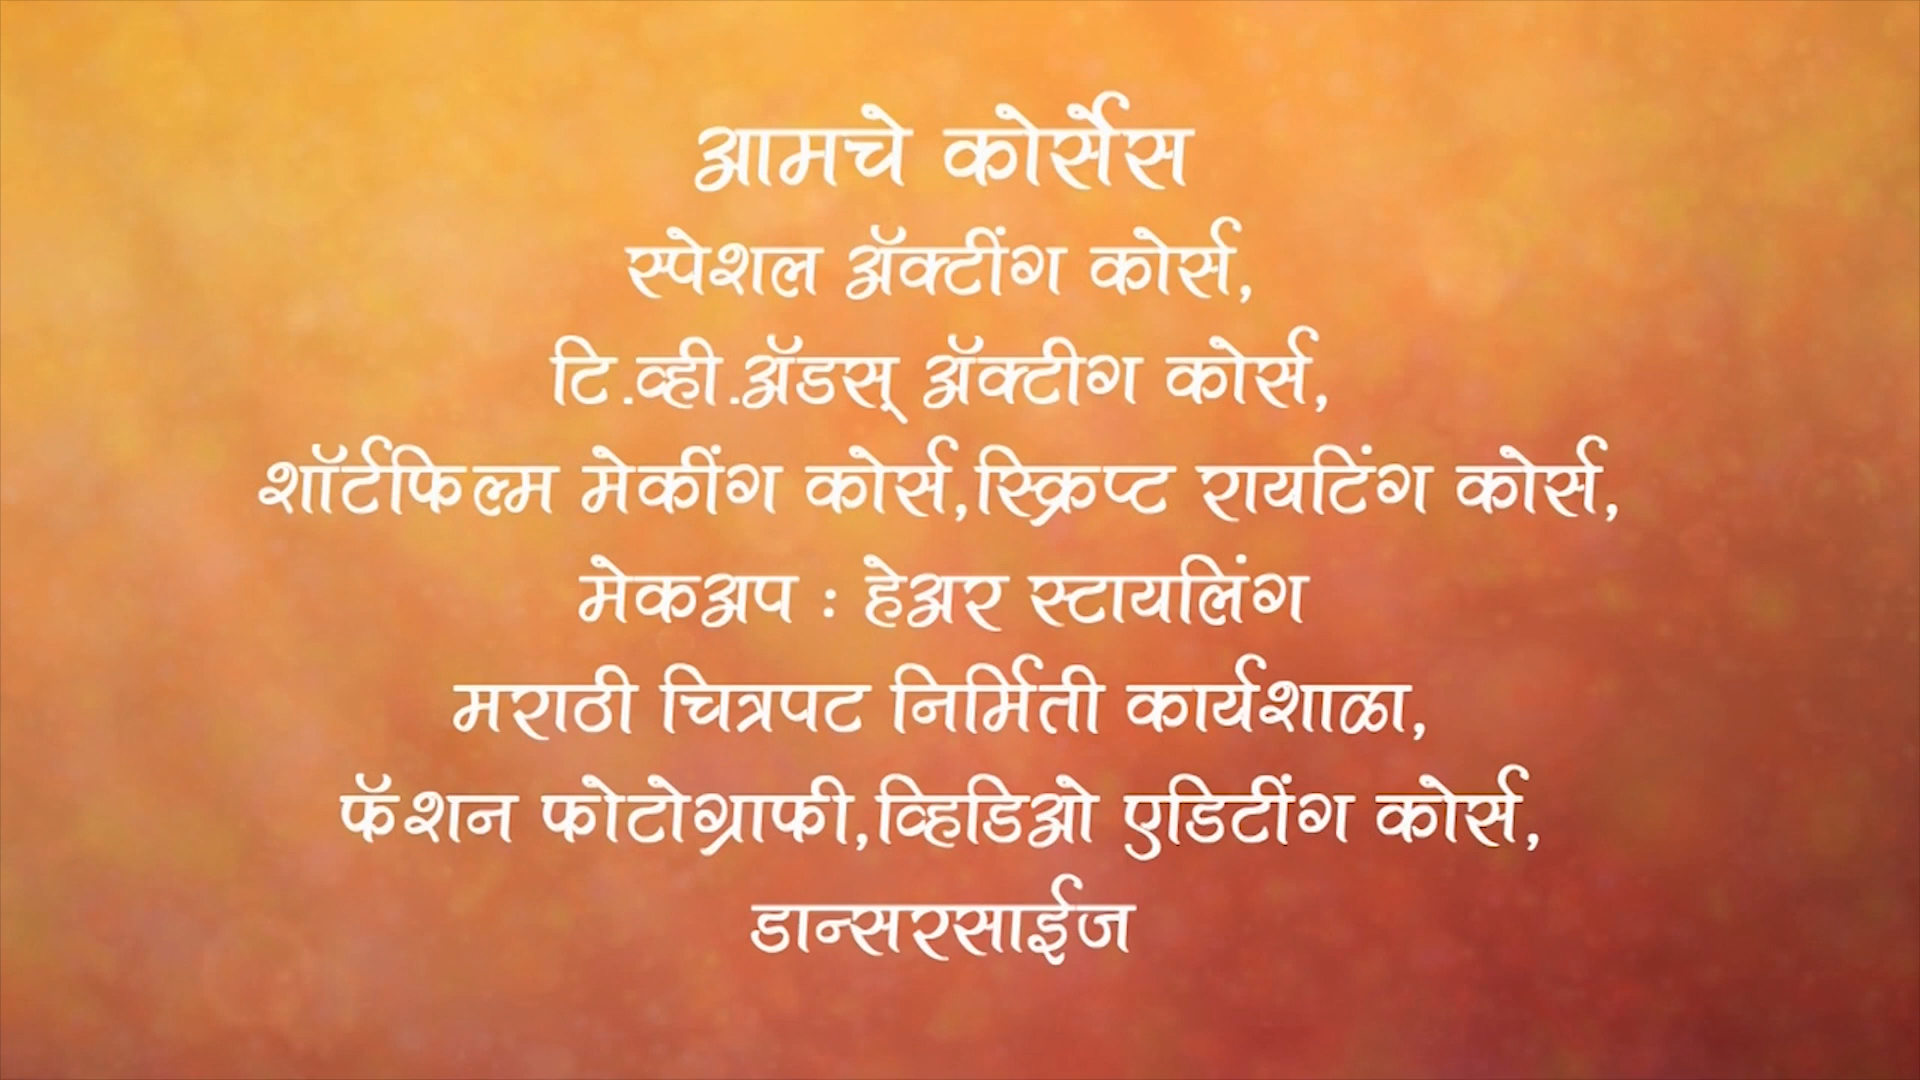 आमचे कोर्सेस
स्पेशल ॲक्टींग कोर्स,
टि.व्ही.ॲडस् ॲक्टीग कोर्स,
शॉर्टफिल्म मेकींग कोर्स,स्क्रिप्ट रायटिंग कोर्स,
मेकअप : हेअर स्टायलिंग
मराठी चित्रपट निर्मिती कार्यशाळा,
फॅशन फोटोग्राफी,व्हिडिओ एडिटींग कोर्स,
डान्सरसाईज